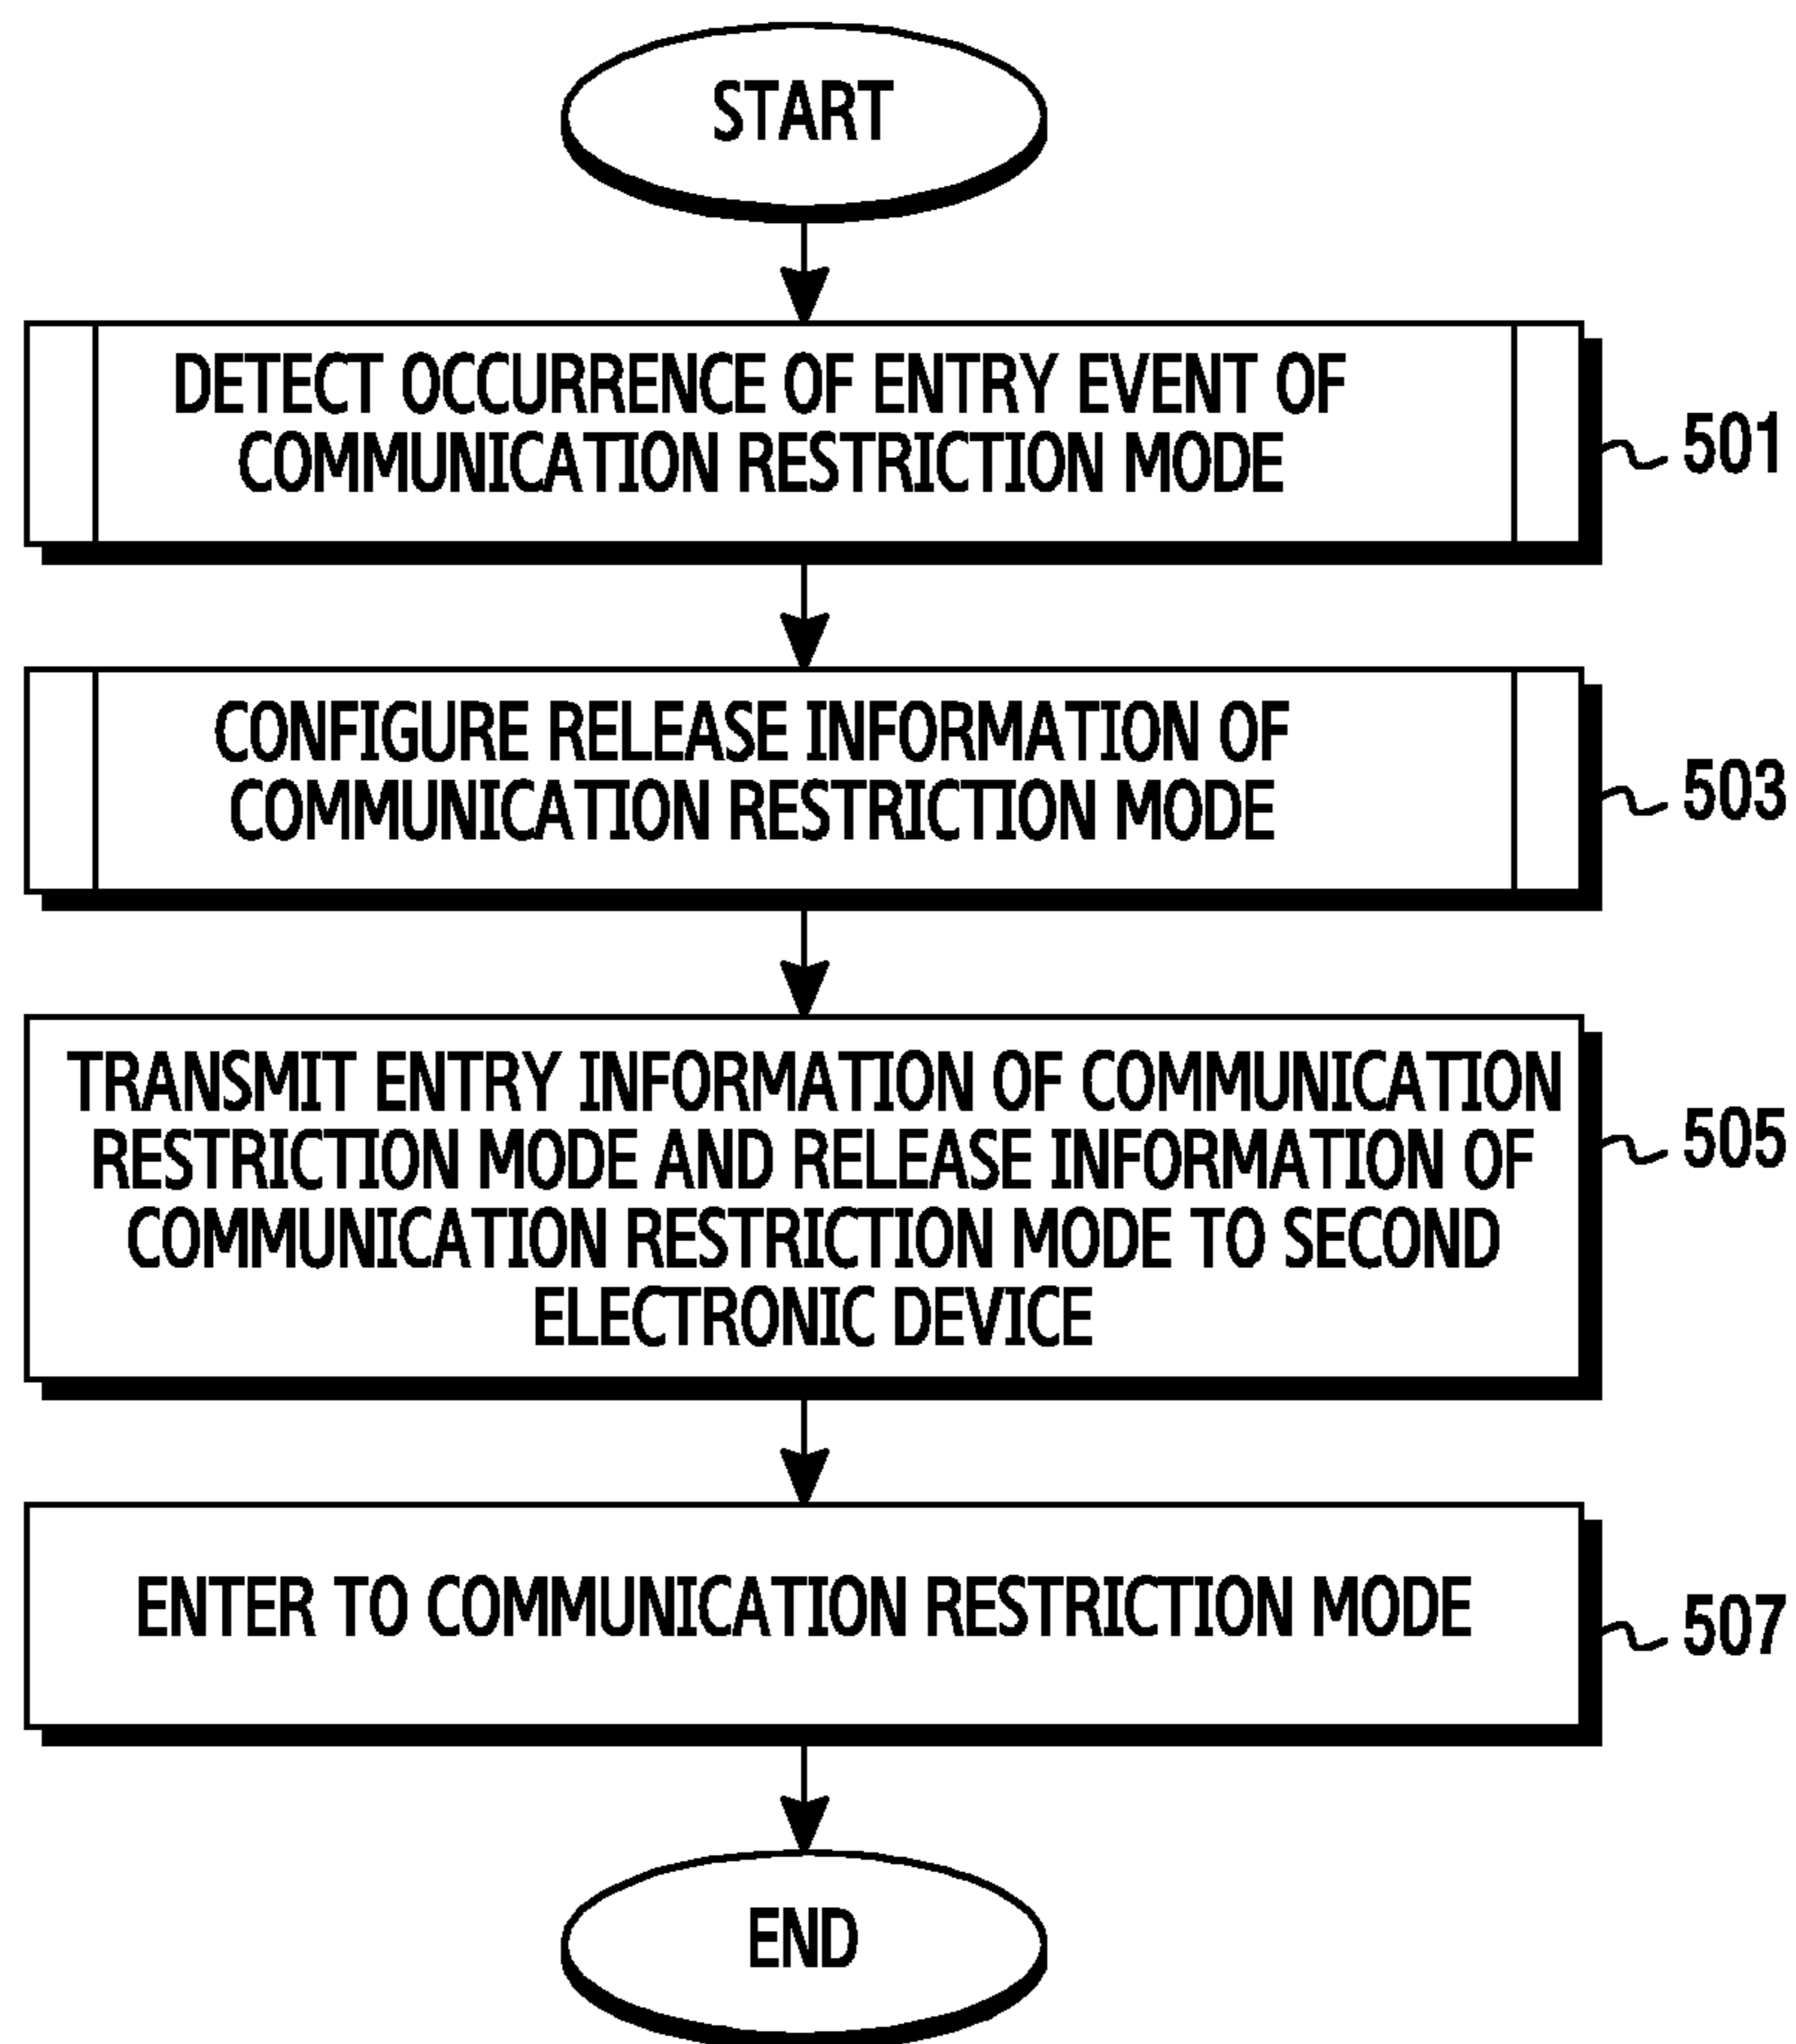 START
DETECT OCCURRENCE OF ENTRY EVENT OF
COMMUNICATION RESTRICTION MODE
501
CONFIGURE RELEASE INFORMATION OF
COMMUNICATION RESTRICTION MODE
503
TRANSMIT ENTRY INFORMATION OF COMMUNICATION
RESTRICTION MODE AND RELEASE INFORMATION OF
COMMUNICATION RESTRICTION MODE TO SECOND
ELECTRONIC DEVICE
505
ENTER TO COMMUNICATION RESTRICTION MODE
507
END